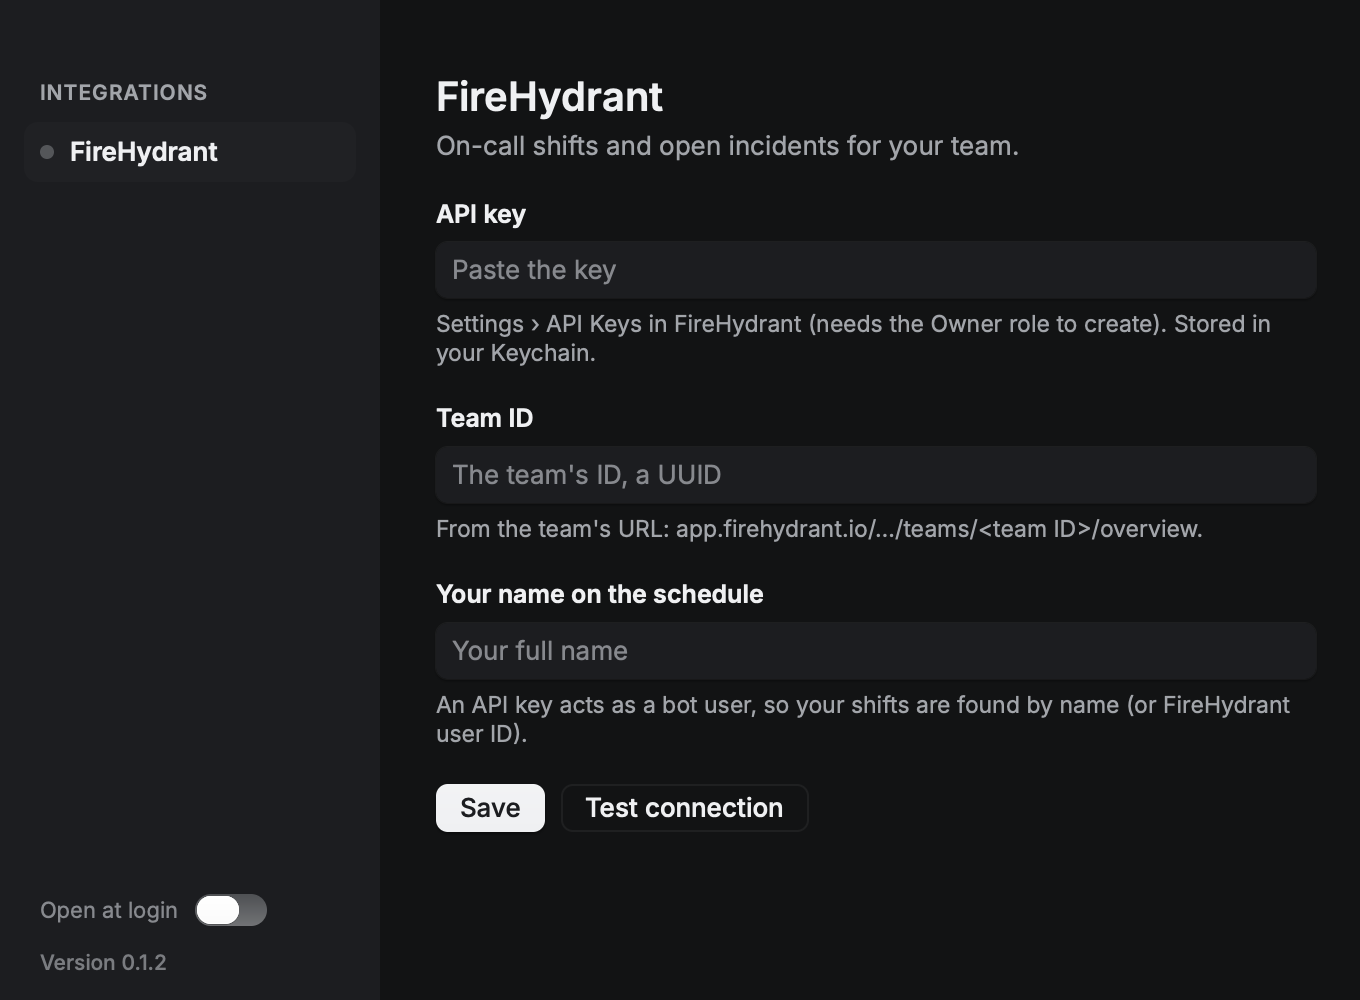 INTEGRATIONS
FireHydrant
Open at login
Version 0.1.2
FireHydrant
On-call shifts and open incidents for your team.
API key
Paste the key
Settings › API Keys in FireHydrant (needs the Owner role to create). Stored in
your Keychain.
Team ID
The team's ID, a UUID
From the team's URL: app.firehydrant.io/.../teams/<team ID>/overview.
Your name on the schedule
Your full name
An API key acts as a bot user, so your shifts are found by name (or FireHydrant
user ID).
Save
Test connection